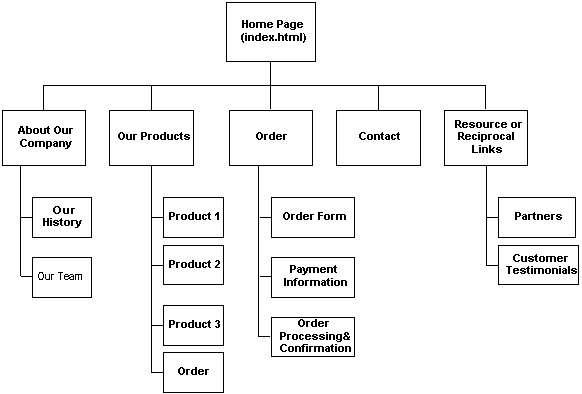 Home Page
(index.html)
About Our
Company
Our Products
Order
Contact
Resource or
Reciprocal
Links
Our
History
Our Team
Product 1
Product 2
Product 3
Order
Order Form
Payment
Information
Order
Processing&
Confirmation
Partners
Customer
Testimonials